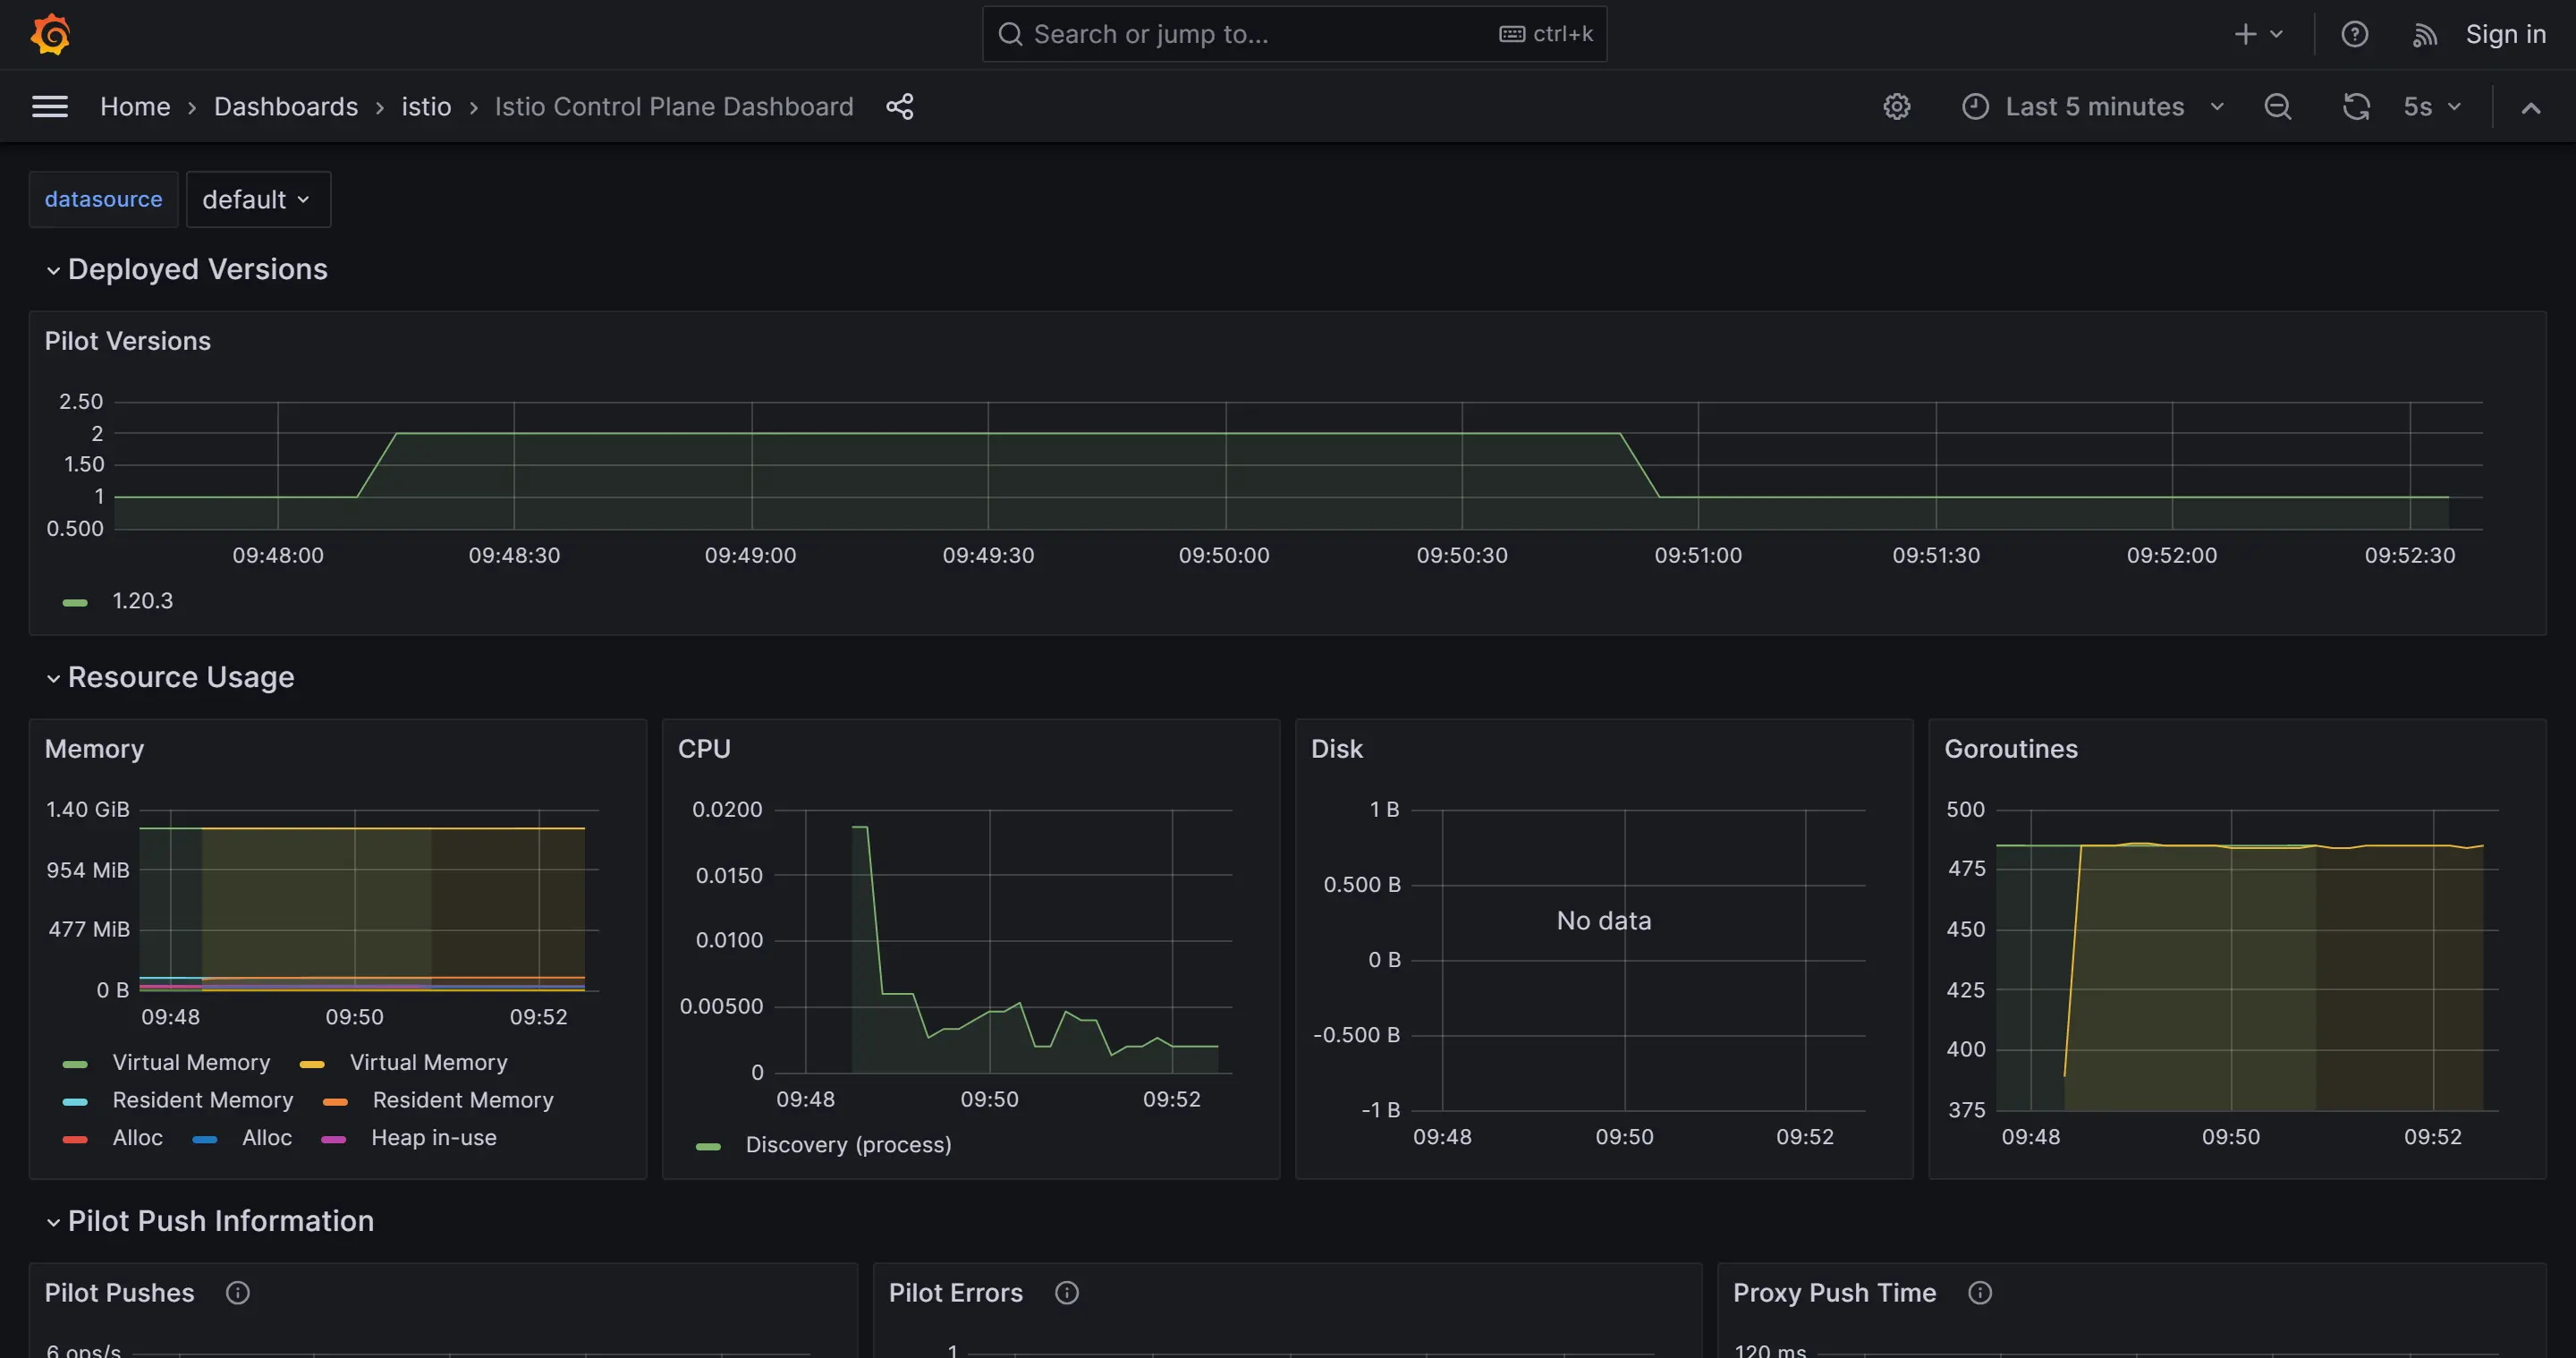 Search or jump to... ctrl+k Sign in
Home › Dashboards › istio › Istio Control Plane Dashboard Last 5 minutes 5s
datasource default
Deployed Versions
Pilot Versions
2.50
2
1.50
1
0.500
09:48:00 09:48:30 09:49:00 09:49:30 09:50:00 09:50:30 09:51:00 09:51:30 09:52:00 09:52:30
1.20.3
Resource Usage
Memory
1.40 GiB
954 MiB
477 MiB
0 B
09:48 09:50 09:52
Virtual Memory Virtual Memory
Resident Memory Resident Memory
Alloc Alloc Heap in-use
CPU
0.0200
0.0150
0.0100
0.00500
0
09:48 09:50 09:52
Discovery (process)
Disk
1 B
0.500 B
No data
0 B
-0.500 B
-1 B
09:48 09:50 09:52
Goroutines
500
475
450
425
400
375
09:48 09:50 09:52
Pilot Push Information
Pilot Pushes
6 ops/s
Pilot Errors
1
Proxy Push Time
120 ms